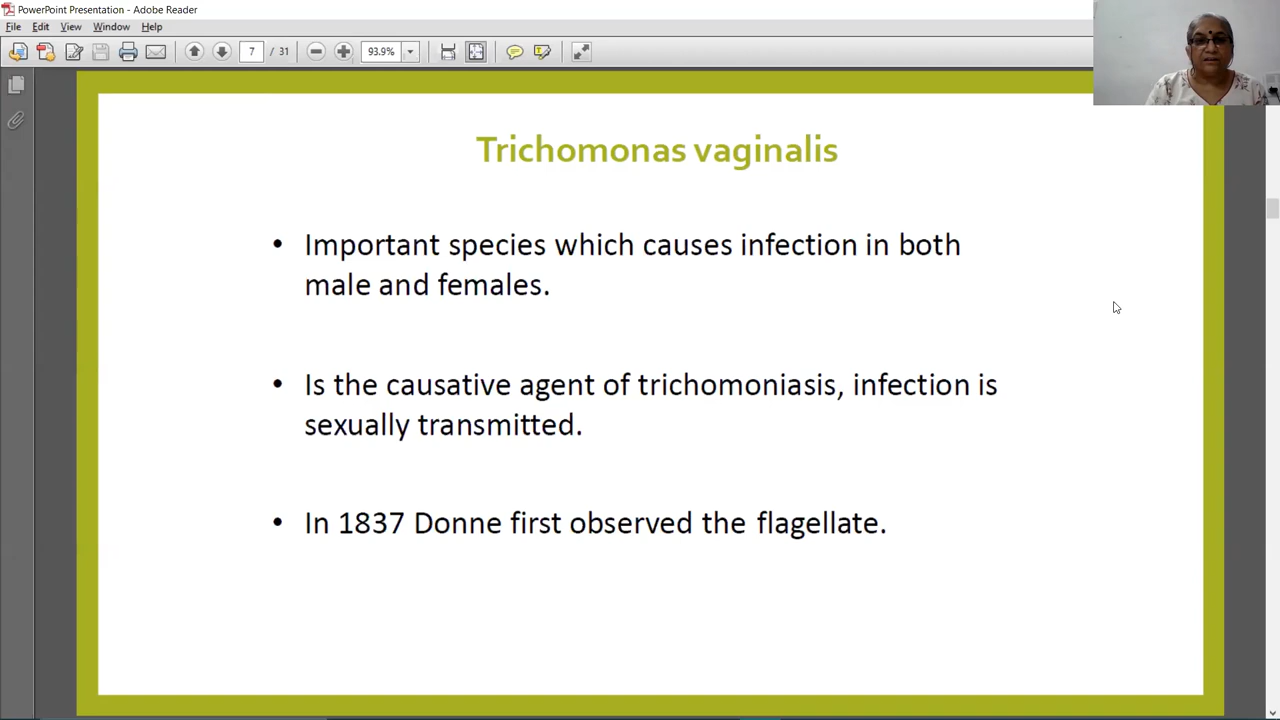 PowerPoint Presentation - Adobe Reader
File Edit View Window Help
7 / 31 93.9%
Trichomonas vaginalis
• Important species which causes infection in both
male and females.
• Is the causative agent of trichomoniasis, infection is
sexually transmitted.
• In 1837 Donne first observed the flagellate.